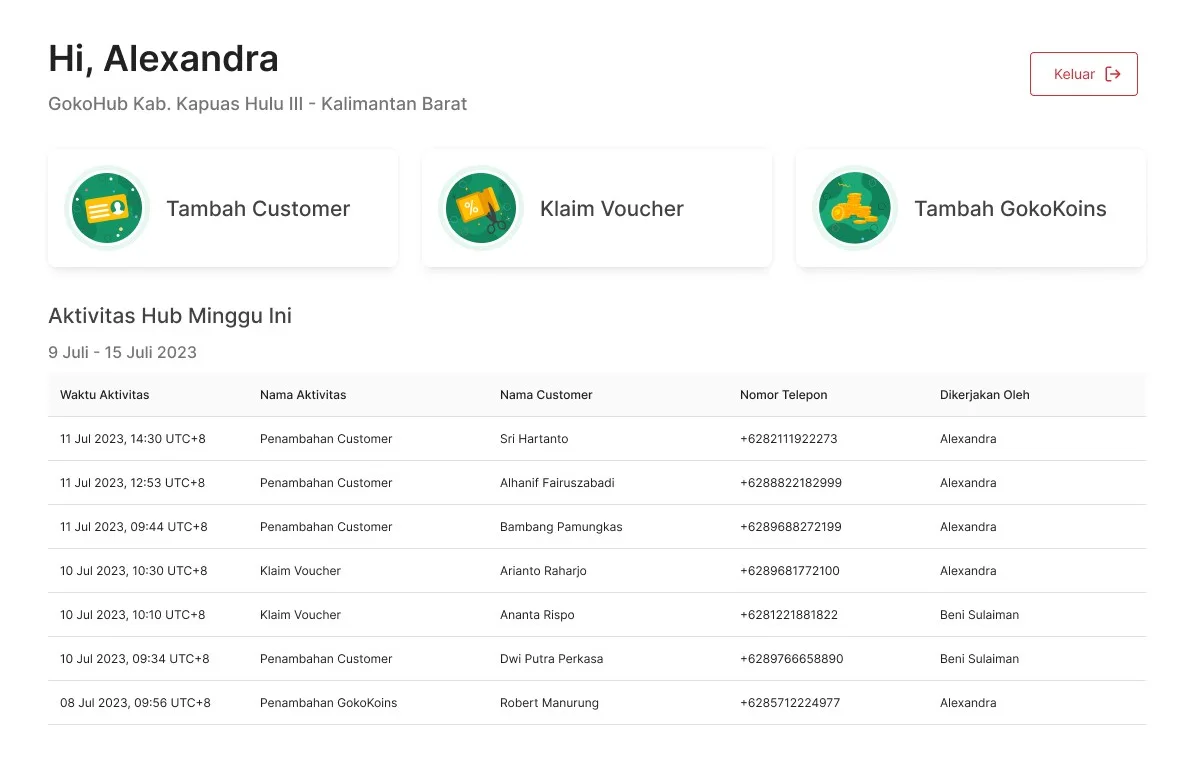 Hi, Alexandra
Keluar
GokoHub Kab. Kapuas Hulu III - Kalimantan Barat
Tambah Customer
%
Klaim Voucher
Tambah GokoKoins
Aktivitas Hub Minggu Ini
9 Juli - 15 Juli 2023
Waktu Aktivitas Nama Aktivitas Nama Customer Nomor Telepon Dikerjakan Oleh
11 Jul 2023, 14:30 UTC+8 Penambahan Customer Sri Hartanto +6282111922273 Alexandra
11 Jul 2023, 12:53 UTC+8 Penambahan Customer Alhanif Fairuszabadi +6288822182999 Alexandra
11 Jul 2023, 09:44 UTC+8 Penambahan Customer Bambang Pamungkas +6289688272199 Alexandra
10 Jul 2023, 10:30 UTC+8 Klaim Voucher Arianto Raharjo +6289681772100 Alexandra
10 Jul 2023, 10:10 UTC+8 Klaim Voucher Ananta Rispo +6281221881822 Beni Sulaiman
10 Jul 2023, 09:34 UTC+8 Penambahan Customer Dwi Putra Perkasa +6289766658890 Beni Sulaiman
08 Jul 2023, 09:56 UTC+8 Penambahan GokoKoins Robert Manurung +6285712224977 Alexandra